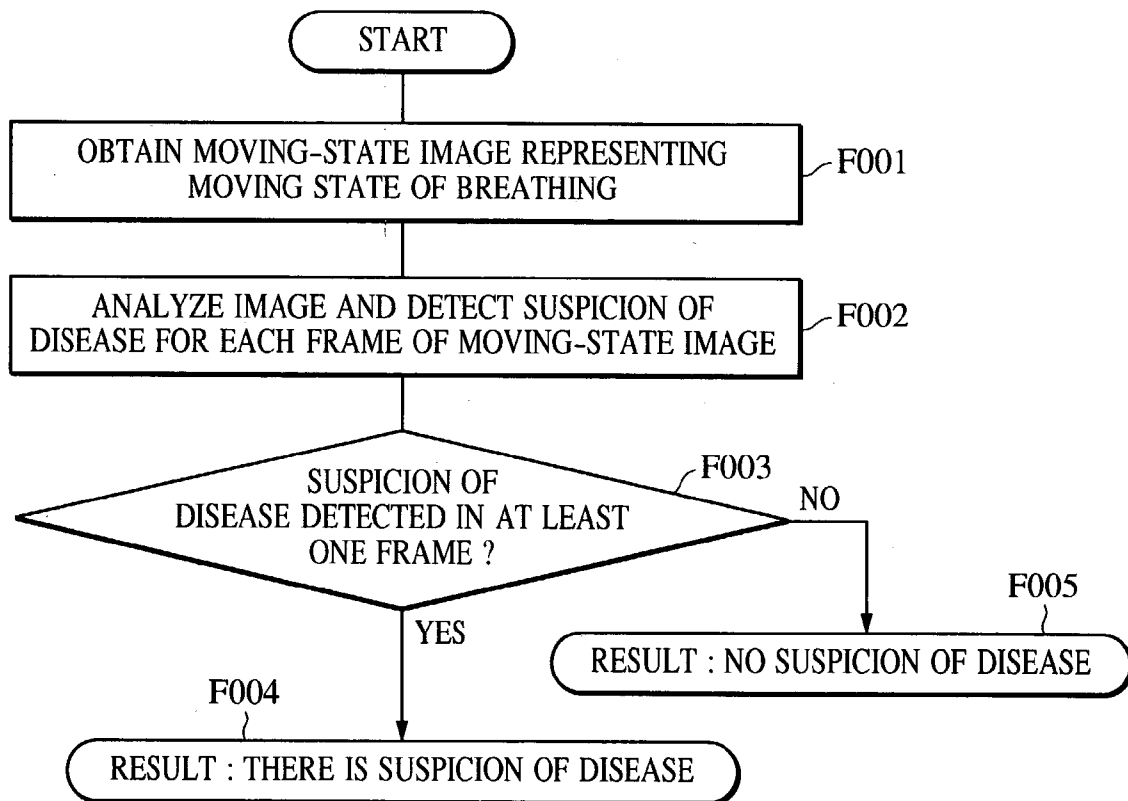 START
OBTAIN MOVING-STATE IMAGE REPRESENTING
MOVING STATE OF BREATHING
F001
ANALYZE IMAGE AND DETECT SUSPICION OF
DISEASE FOR EACH FRAME OF MOVING-STATE IMAGE
F002
SUSPICION OF
DISEASE DETECTED IN AT LEAST
ONE FRAME ?
F003
NO
YES
F005
RESULT : NO SUSPICION OF DISEASE
F004
RESULT : THERE IS SUSPICION OF DISEASE